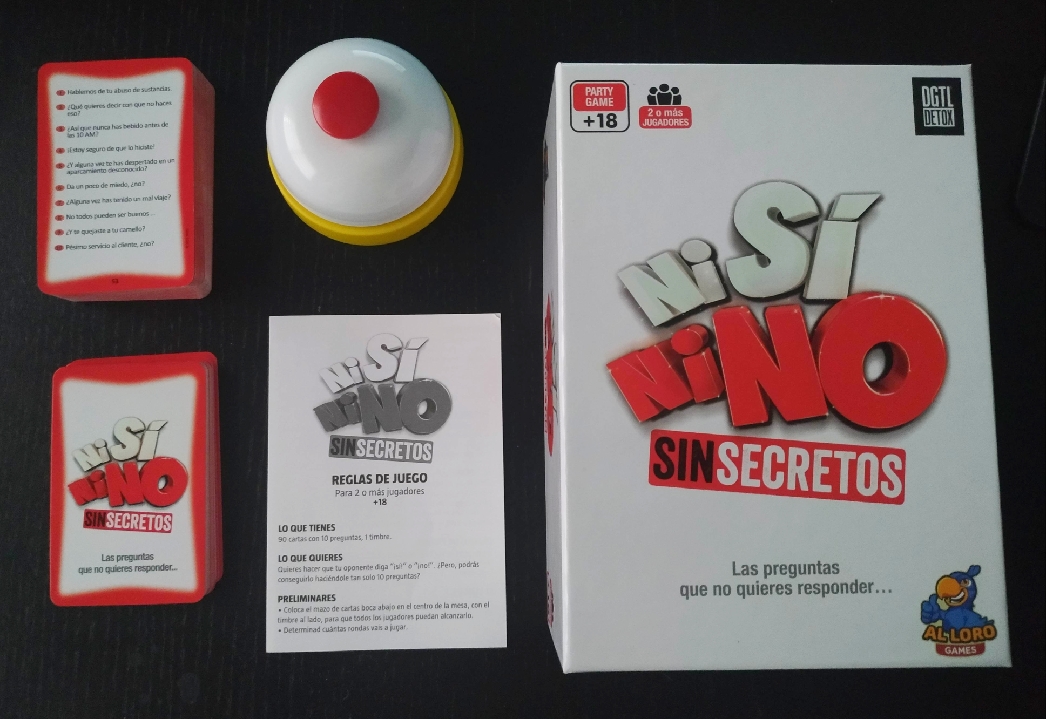 Hablemos de tu abuso de sustancias.
¿Qué quieres decir con que no haces
eso?
¿Así que nunca has bebido antes de
las 10 AM?
¡Estoy seguro de que lo hiciste!
¿Y alguna vez te has despertado en un
aparcamiento desconocido?
Da un poco de miedo, ¿no?
¿Alguna vez has tenido un mal viaje?
No todos pueden ser buenos...
¿Y te quejaste a tu camello?
Pésimo servicio al cliente, ¿no?
Ni Sí
Ni NO
SINSECRETOS
Las preguntas
que no quieres responder...
Ni Sí
Ni NO
SINSECRETOS
REGLAS DE JUEGO
Para 2 o más jugadores
+18
LO QUE TIENES
90 cartas con 10 preguntas, 1 timbre.
LO QUE QUIERES
Quieres hacer que tu oponente diga "¡sí!" o "¡no!". ¿Pero, podrás
conseguirlo haciéndole tan solo 10 preguntas?
PRELIMINARES
• Coloca el mazo de cartas boca abajo en el centro de la mesa, con el
timbre al lado, para que todos los jugadores puedan alcanzarlo.
• Determinad cuántas rondas vais a jugar.
PARTY
GAME
+18
2 o más
JUGADORES
DGTL
DETOX
Ni Sí
Ni NO
SINSECRETOS
Las preguntas
que no quieres responder...
AL LORO
GAMES